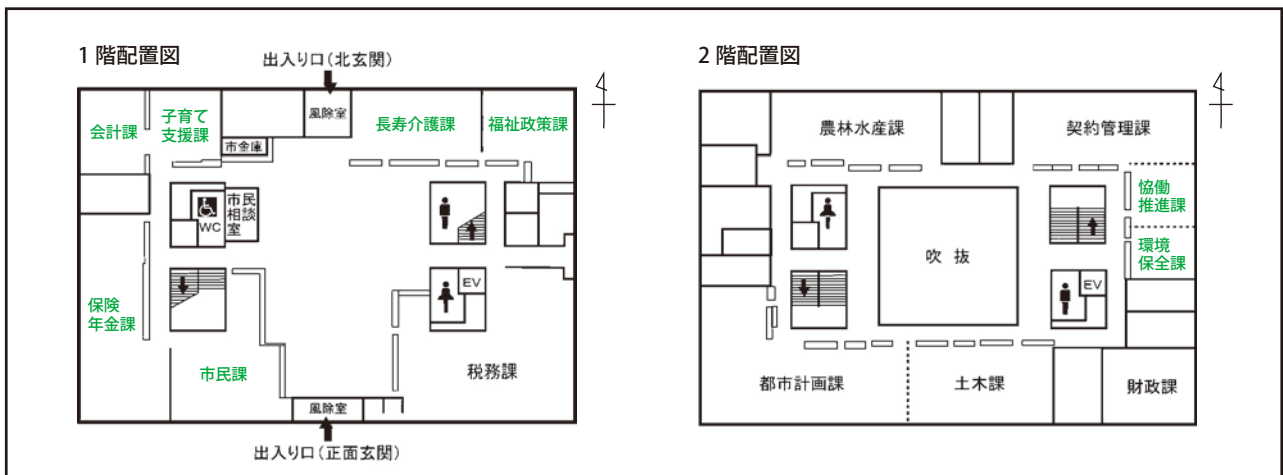 1 階配置図
出入り口(北玄関)
会計課
子育て
支援課
風除室
長寿介護課
福祉政策課
市金庫
市民
相談
室
WC
EV
保険
年金課
市民課
税務課
風除室
出入り口(正面玄関)
2 階配置図
農林水産課
契約管理課
協働
推進課
吹 抜
環境
保全課
EV
都市計画課
土木課
財政課